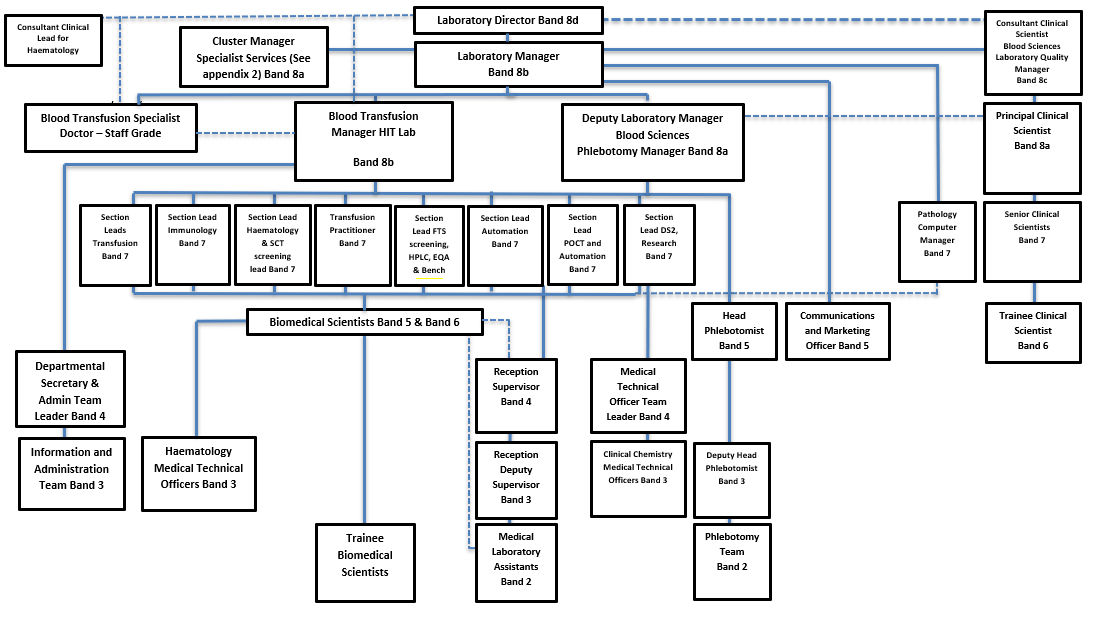 Laboratory Director Band 8d
Consultant Clinical
Lead for
Haematology
Cluster Manager
Specialist Services (See
appendix 2) Band 8a
Laboratory Manager
Band 8b
Consultant Clinical
Scientist
Blood Sciences
Laboratory Quality
Manager
Band 8c
Blood Transfusion Specialist
Doctor – Staff Grade
Blood Transfusion
Manager HIT Lab
Band 8b
Deputy Laboratory Manager
Blood Sciences
Phlebotomy Manager Band 8a
Principal Clinical
Scientist
Band 8a
Section
Leads
Transfusion
Band 7
Section Lead
Immunology
Band 7
Section Lead
Haematology
& SCT
screening
lead Band 7
Transfusion
Practitioner
Band 7
Section
Lead FTS
screening,
HPLC, EQA
& Bench
Section Lead
Automation
Band 7
Section
Lead
POCT and
Automation
Band 7
Section
Lead DS2,
Research
Band 7
Pathology
Computer
Manager
Band 7
Senior Clinical
Scientists
Band 7
Biomedical Scientists Band 5 & Band 6
Head
Phlebotomist
Band 5
Communications
and Marketing
Officer Band 5
Trainee Clinical
Scientist
Band 6
Departmental
Secretary &
Admin Team
Leader Band 4
Reception
Supervisor
Band 4
Medical
Technical
Officer Team
Leader Band 4
Information and
Administration
Team Band 3
Haematology
Medical Technical
Officers Band 3
Reception
Deputy
Supervisor
Band 3
Clinical Chemistry
Medical Technical
Officers Band 3
Deputy Head
Phlebotomist
Band 3
Trainee
Biomedical
Scientists
Medical
Laboratory
Assistants
Band 2
Phlebotomy
Team
Band 2